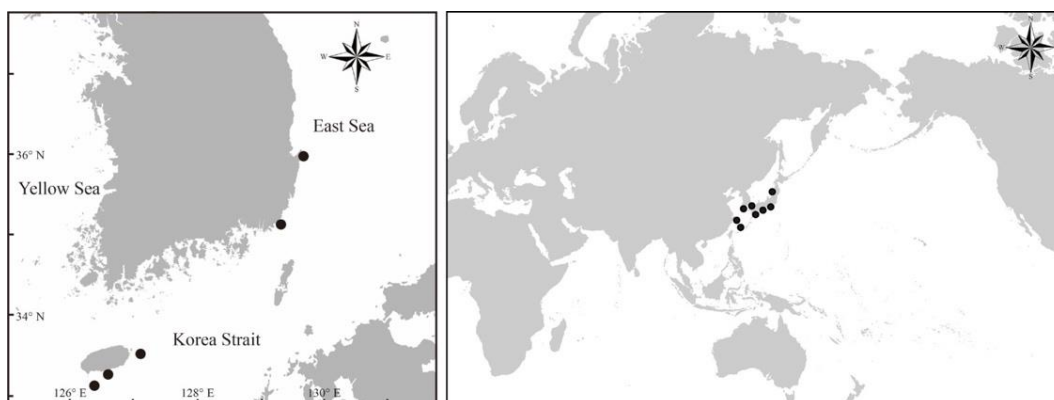 N
W E
S
East Sea
36° N
Yellow Sea
34° N
Korea Strait
126° E 128° E 130° E
N
W E
S